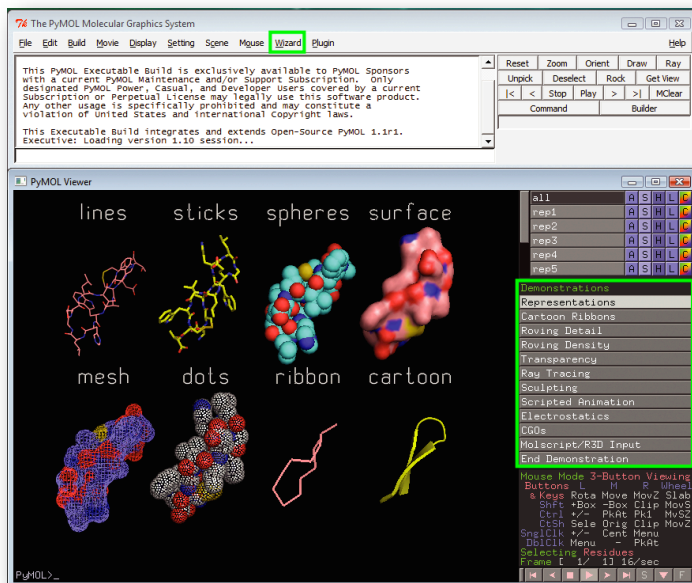 The PyMOL Molecular Graphics System
File Edit Build Movie Display Setting Scene Mouse Wizard Plugin Help
This PyMOL Executable Build is exclusively available to PyMOL Sponsors
with a current PyMOL Maintenance and/or Support Subscription.  Only
designated PyMOL Power, Casual, and Developer Users covered by a current
Subscription or Perpetual License may legally use this software product.
Any other usage is specifically prohibited and may constitute a
violation of United States and international Copyright laws.
This Executable Build integrates and extends Open-Source PyMOL 1.1r1.
Executive: Loading version 1.10 session...
Reset Zoom Orient Draw Ray
Unpick Deselect Rock Get View
|< < Stop Play > >| MClear
Command Builder
PyMOL Viewer
lines sticks spheres surface
mesh dots ribbon cartoon
all A S H L C
rep1 A S H L C
rep2 A S H L C
rep3 A S H L C
rep4 A S H L C
rep5 A S H L C
Demonstrations
Representations
Cartoon Ribbons
Roving Detail
Roving Density
Transparency
Ray Tracing
Sculpting
Scripted Animation
Electrostatics
CGOs
Molscript/R3D Input
End Demonstration
Mouse Mode 3-Button Viewing
Buttons L M R Wheel
& Keys Rota Move MovZ Slab
Shft +Box -Box Clip MovS
Ctrl +/- PkAt Pk1 MvSZ
CtSh Sele Orig Clip MovZ
SnglClk +/- Cent Menu
DblClk Menu - PkAt
Selecting Residues
Frame [ 1/ 1] 16/sec
S F
PyMOL>_